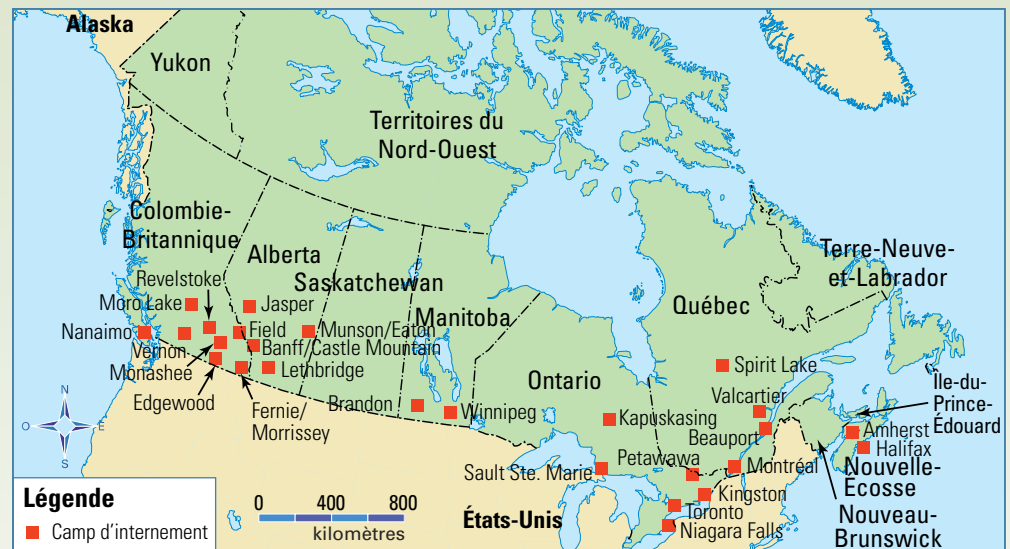 Alaska
Yukon
Territoires du
Nord-Ouest
Colombie-
Britannique
Alberta
Saskatchewan
Manitoba
Terre-Neuve-
et-Labrador
Québec
Ontario
Revelstoke
Moro Lake
Jasper
Nanaimo
Field
Munson/Eaton
Vernon
Banff/Castle Mountain
Monashee
Lethbridge
Edgewood
Fernie/
Morrissey
Brandon
Winnipeg
Spirit Lake
Valcartier
Kapuskasing
Beauport
Île-du-
Prince-
Édouard
Amherst
Halifax
Petawawa
Sault Ste. Marie
Montréal
Nouvelle-
Écosse
Kingston
Toronto
Niagara Falls
Nouveau-
Brunswick
États-Unis
N
O
E
S
Légende
Camp d'internement
0 400 800
kilomètres